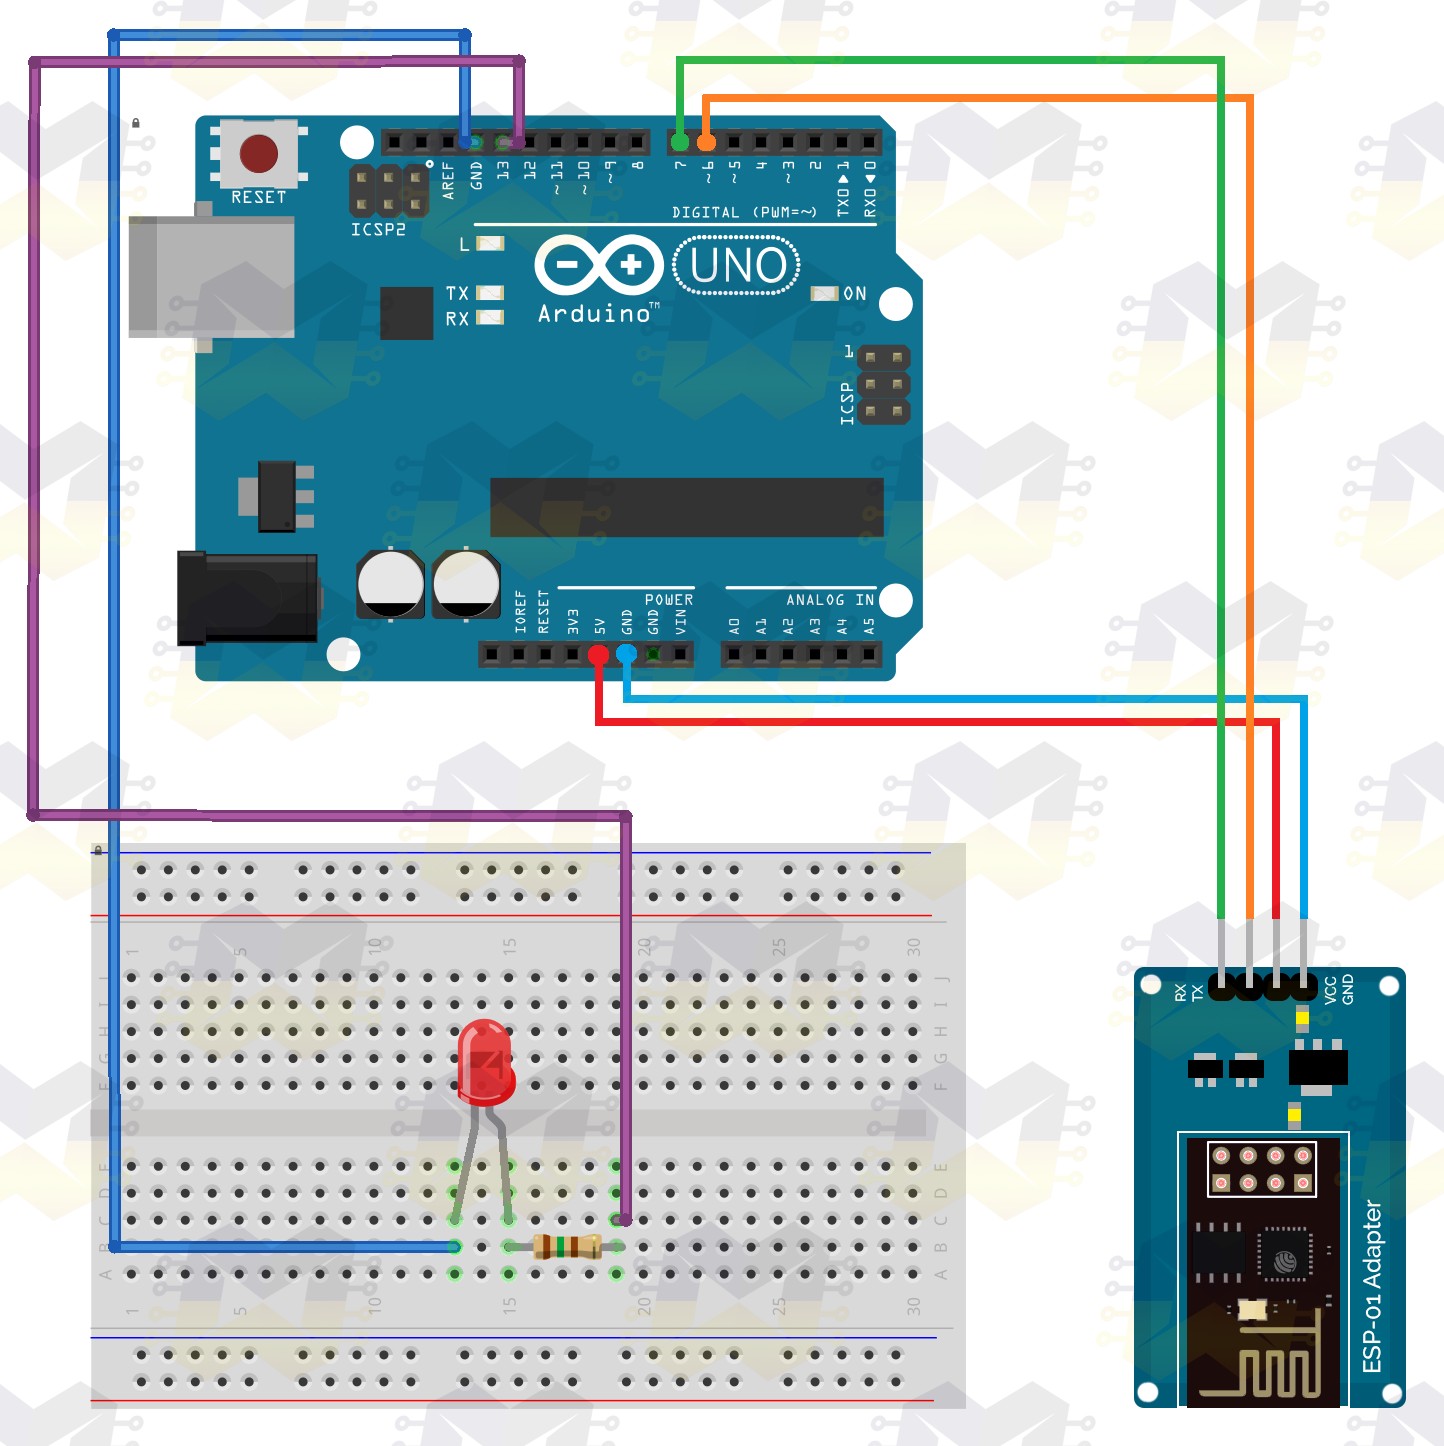 RESET
ICSP2
AREF
GND
13
12
~11
~10
~9
8
7
~6
~5
4
~3
2
TX0▶1
RX0◀0
DIGITAL (PWM=~)
L
TX
RX
UNO
Arduino™
ON
1
ICSP
IOREF
RESET
3V3
5V
GND
GND
VIN
POWER
A0
A1
A2
A3
A4
A5
ANALOG IN
1 5 10 15 20 25 30
J J
I I
H H
G G
F F
E E
D D
C C
B B
A A
1 5 10 15 20 25 30
RX
TX
VCC
GND
ESP-01 Adapter